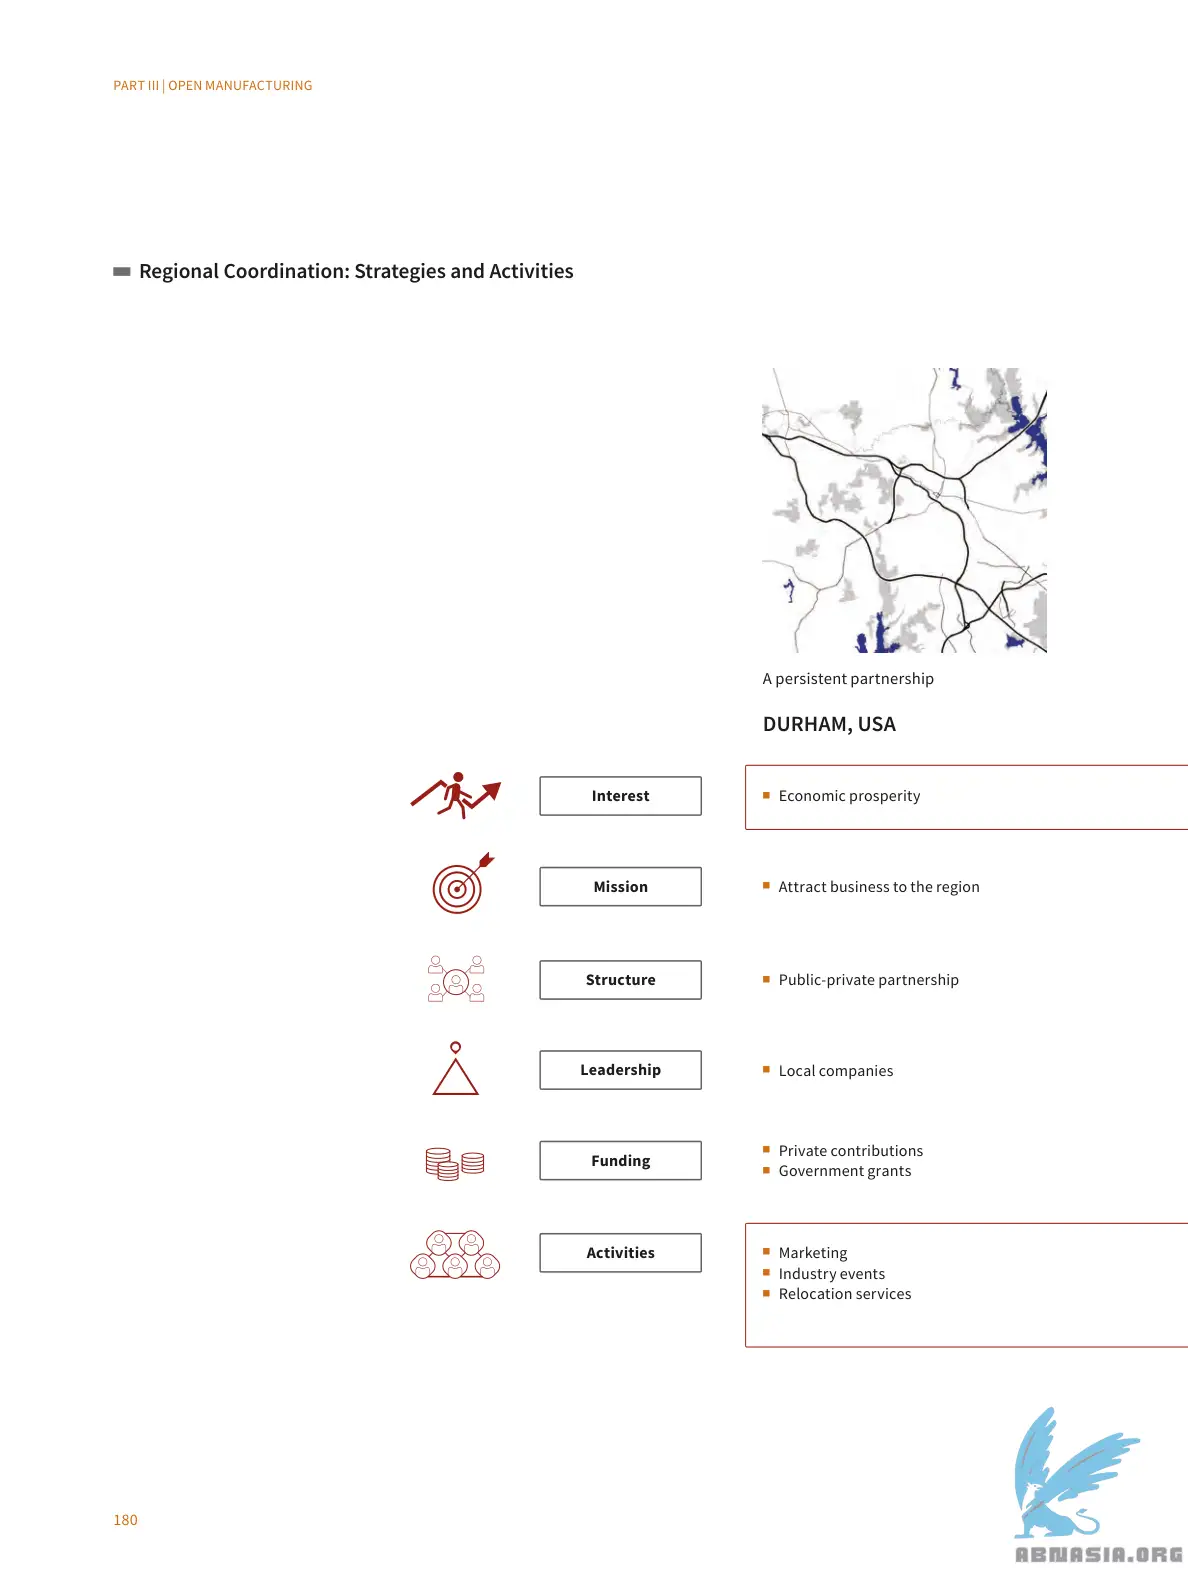 PART III | OPEN MANUFACTURING
Regional Coordination: Strategies and Activities
A persistent partnership
DURHAM, USA
Interest
Economic prosperity
Mission
Attract business to the region
Structure
Public-private partnership
Leadership
Local companies
Funding
Private contributions
Government grants
Activities
Marketing
Industry events
Relocation services
180
ABNASIA.ORG